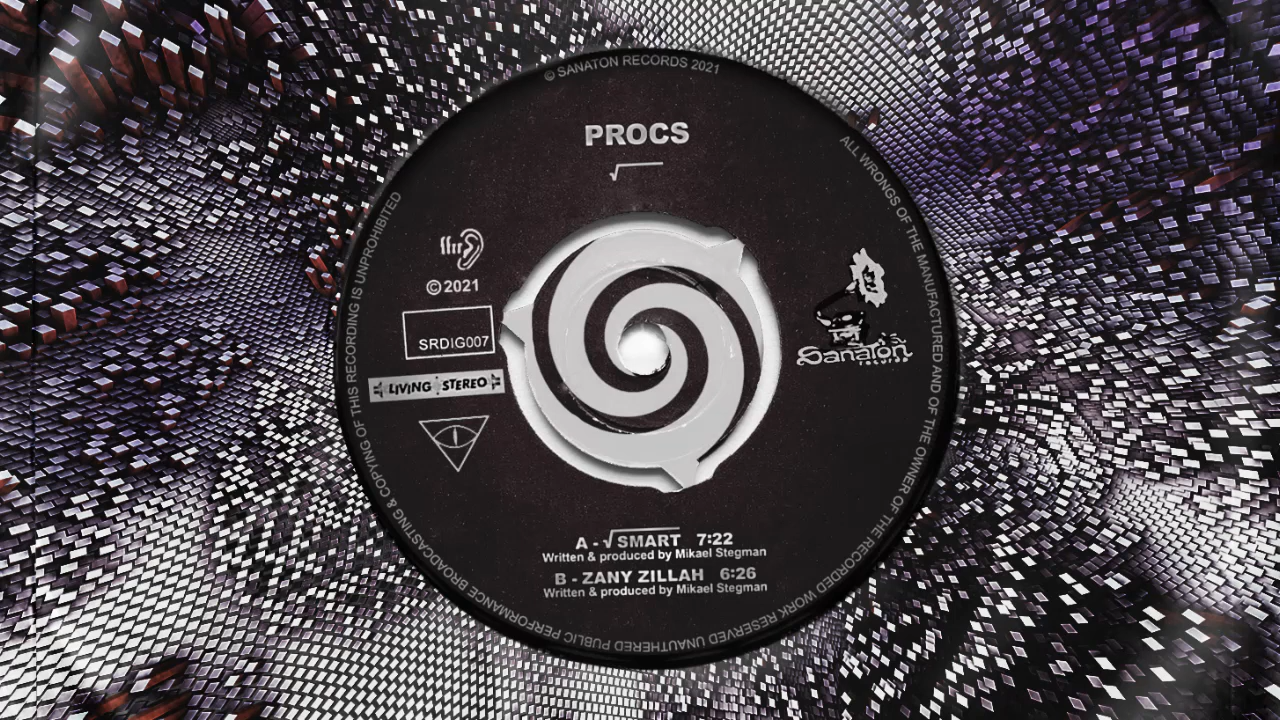 © SANATON RECORDS 2021
PROCS
√
ffrr
© 2021
SRDIG007
LIVING STEREO
Sanaton
ALL WRONGS OF THE MANUFACTURED AND OF THE OWNER OF THE RECORDED WORK RESERVED UNAUTHERED PUBLIC PERFORMANCE BROADCASTING & COPYING OF THIS RECORDING IS UNPROHIBITED
A - √SMART 7:22
Written & produced by Mikael Stegman
B - ZANY ZILLAH 6:26
Written & produced by Mikael Stegman